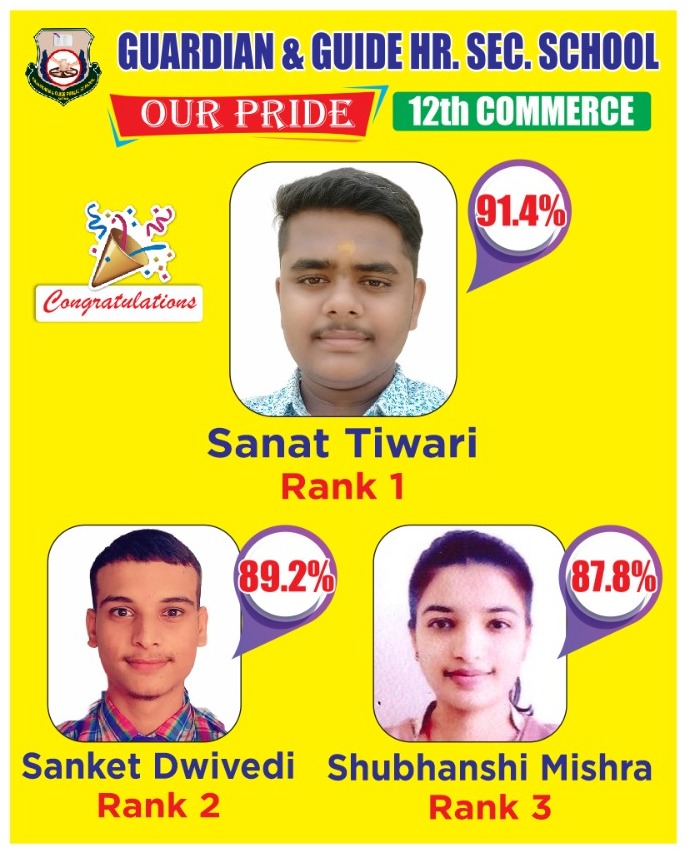 GUARDIAN & GUIDE HR. SEC. SCHOOL
OUR PRIDE
12th COMMERCE
91.4%
Congratulations
Sanat Tiwari
Rank 1
89.2%
87.8%
Sanket Dwivedi
Rank 2
Shubhanshi Mishra
Rank 3